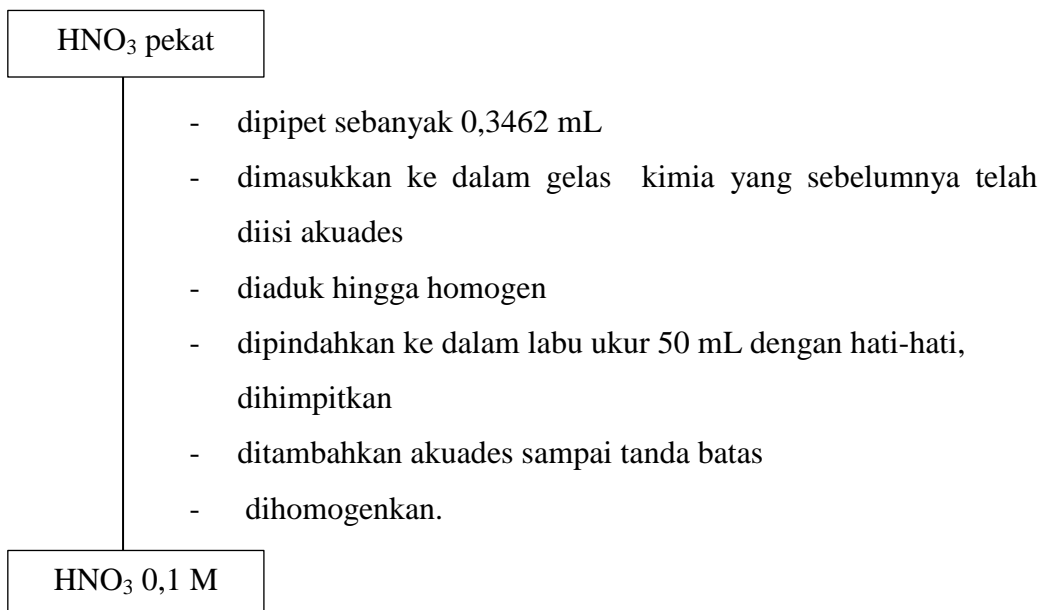 HNO₃ pekat
- dipipet sebanyak 0,3462 mL
- dimasukkan ke dalam gelas kimia yang sebelumnya telah
diisi akuades
- diaduk hingga homogen
- dipindahkan ke dalam labu ukur 50 mL dengan hati-hati,
dihimpitkan
- ditambahkan akuades sampai tanda batas
- dihomogenkan.
HNO₃ 0,1 M